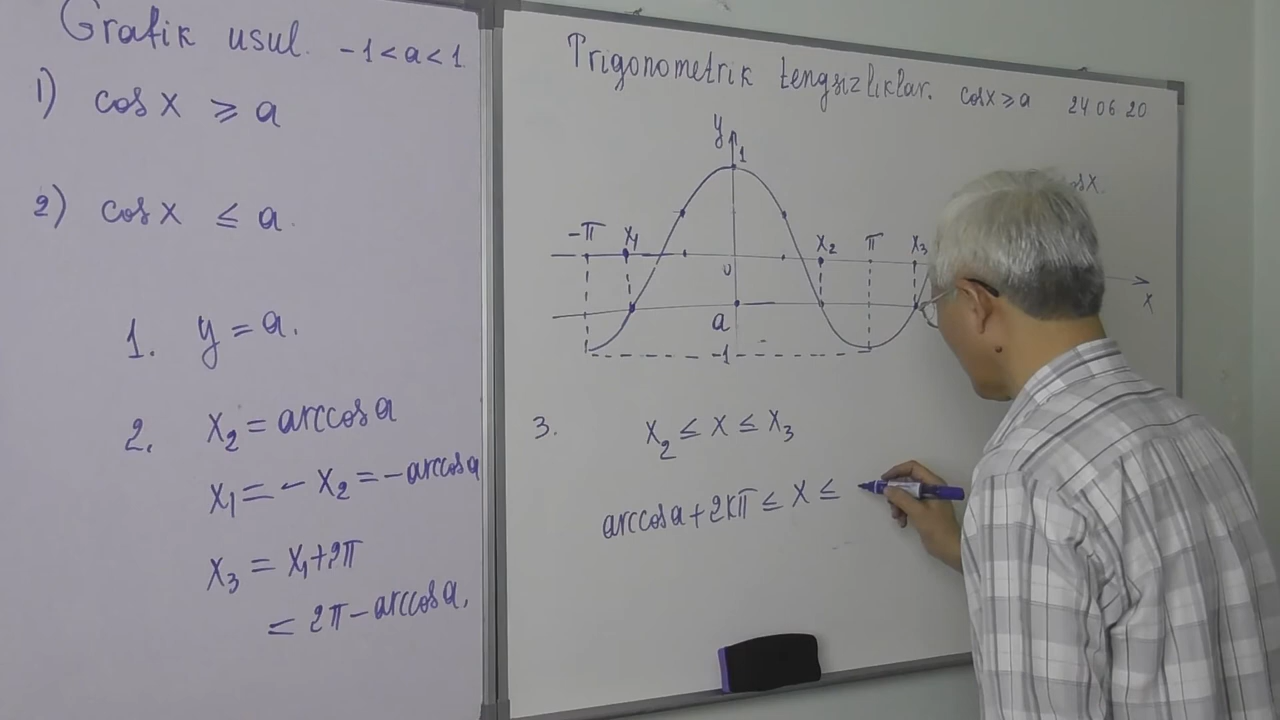 Grafik usul. -1 < a < 1
1) cos x ≥ a
2) cos x ≤ a.
1. y = a.
2. x₂ = arccos a
x₁ = - x₂ = - arccos a
x₃ = x₁ + 2π
= 2π - arccos a,
Trigonometrik tengsizliklar. cos x ≥ a 24 06 20
y
1
os x.
-π x₁ x₂ π x₃
0
x
a
-1
3. x₂ ≤ x ≤ x₃
arccos a + 2kπ ≤ x ≤